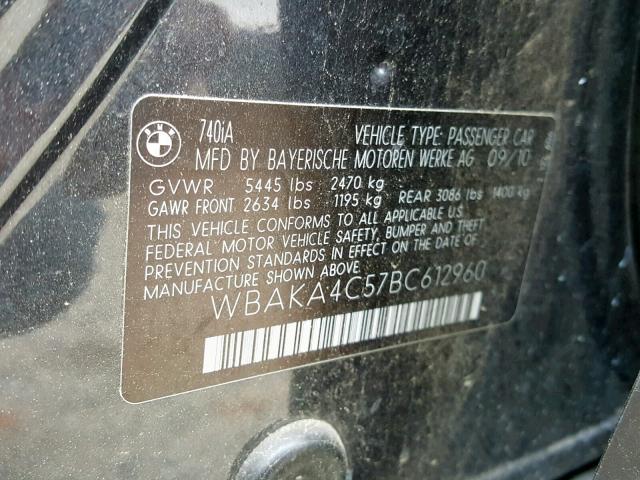 BMW
740iA VEHICLE TYPE: PASSENGER CAR
MFD BY BAYERISCHE MOTOREN WERKE AG 09/10
GVWR 5445 lbs 2470 kg
GAWR FRONT 2634 lbs 1195 kg REAR 3086 lbs 1400 kg
THIS VEHICLE CONFORMS TO ALL APPLICABLE U.S.
FEDERAL MOTOR VEHICLE SAFETY, BUMPER AND THEFT
PREVENTION STANDARDS IN EFFECT ON THE DATE OF
MANUFACTURE SHOWN ABOVE.
WBAKA4C57BC612960